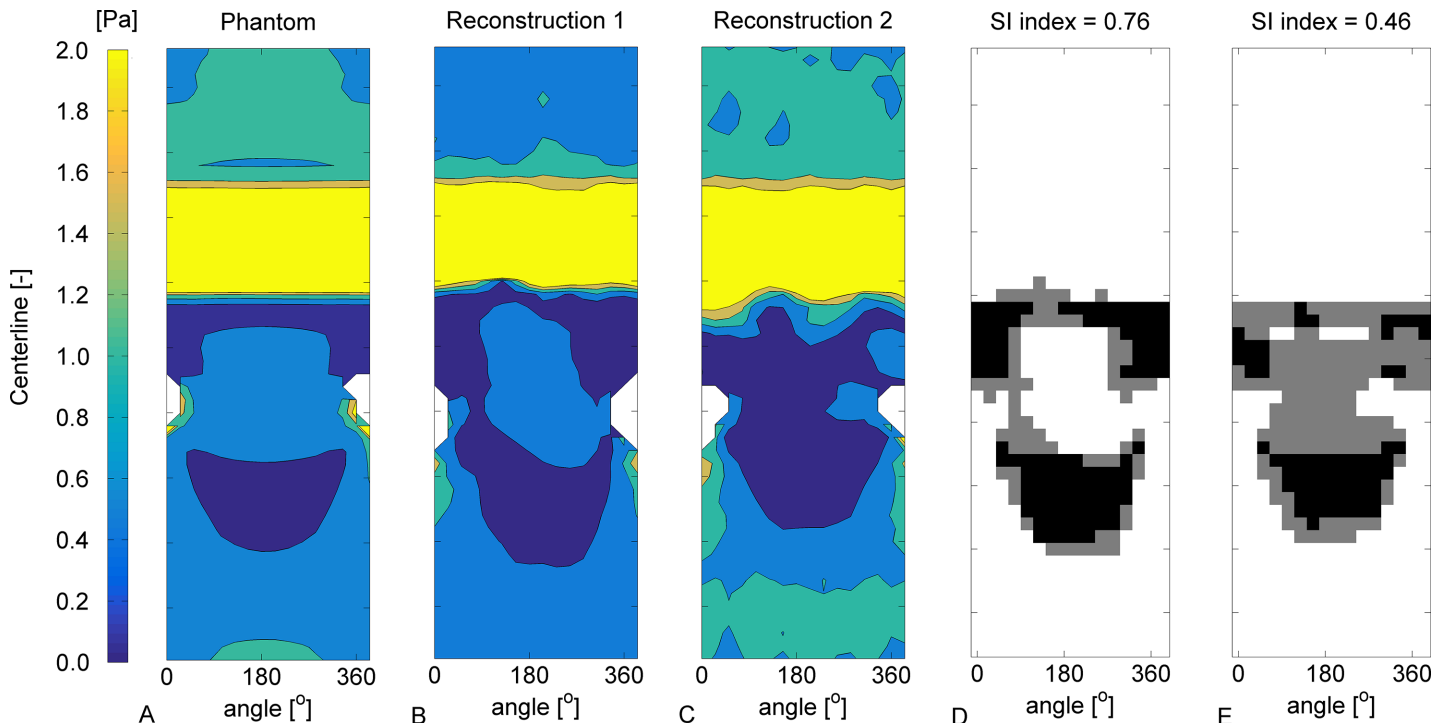 [Pa]
Phantom
Reconstruction 1
Reconstruction 2
SI index = 0.76
SI index = 0.46
2.0
1.8
1.6
1.4
1.2
1.0
0.8
0.6
0.4
0.2
0.0
Centerline [-]
0 180 360
0 180 360
0 180 360
0 180 360
0 180 360
A angle [o]
B angle [o]
C angle [o]
D angle [o]
E angle [o]